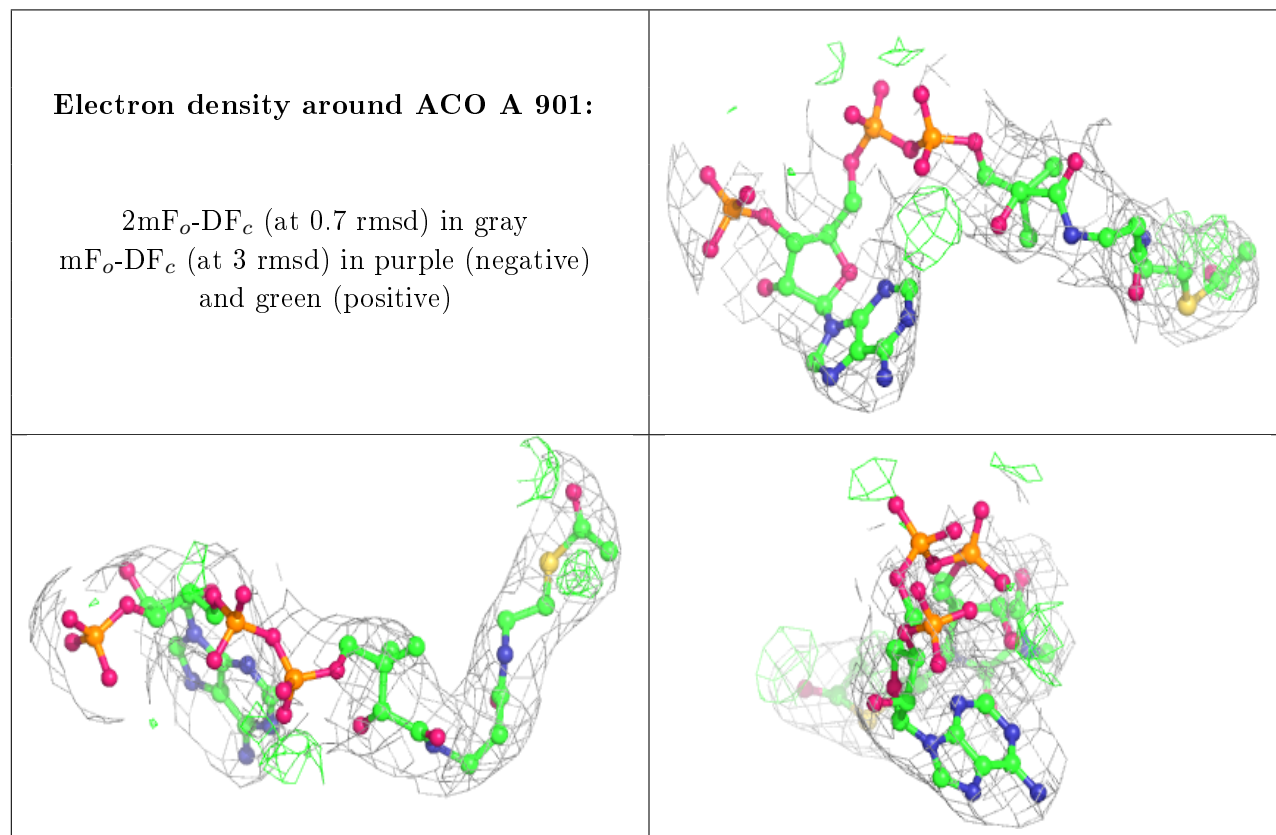 Electron density around ACO A 901:
2mFo-DFc (at 0.7 rmsd) in gray
mFo-DFc (at 3 rmsd) in purple (negative)
and green (positive)